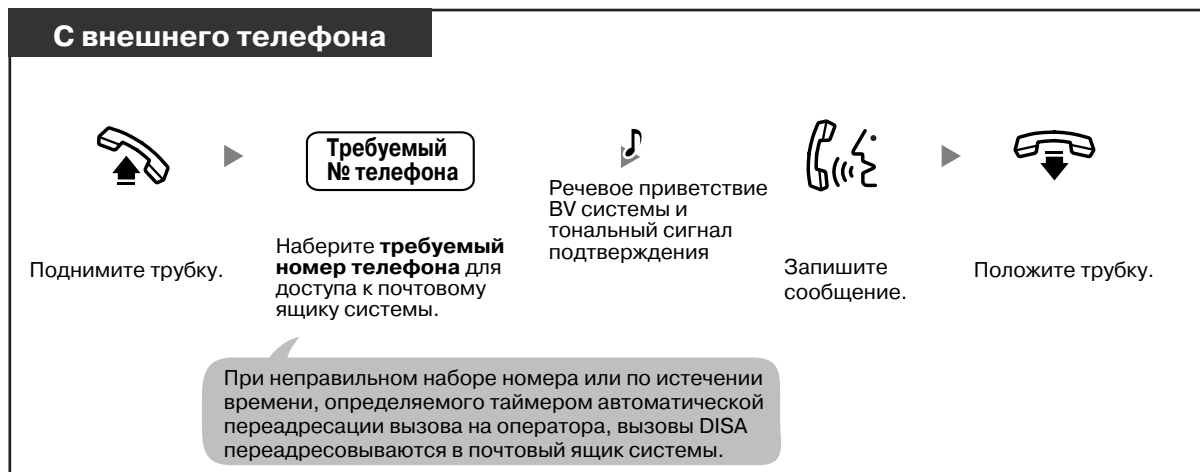 С внешнего телефона
Требуемый
№ телефона
Речевое приветствие
BV системы и
тональный сигнал
подтверждения
Поднимите трубку.
Наберите требуемый
номер телефона для
доступа к почтовому
ящику системы.
Запишите
сообщение.
Положите трубку.
При неправильном наборе номера или по истечении
времени, определяемого таймером автоматической
переадресации вызова на оператора, вызовы DISA
переадресовываются в почтовый ящик системы.